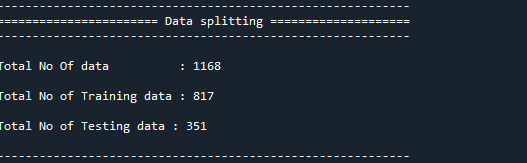 ----------------------------------------------------------
====================== Data splitting ====================
----------------------------------------------------------
Total No Of data          : 1168
Total No of Training data : 817
Total No of Testing data : 351
----------------------------------------------------------